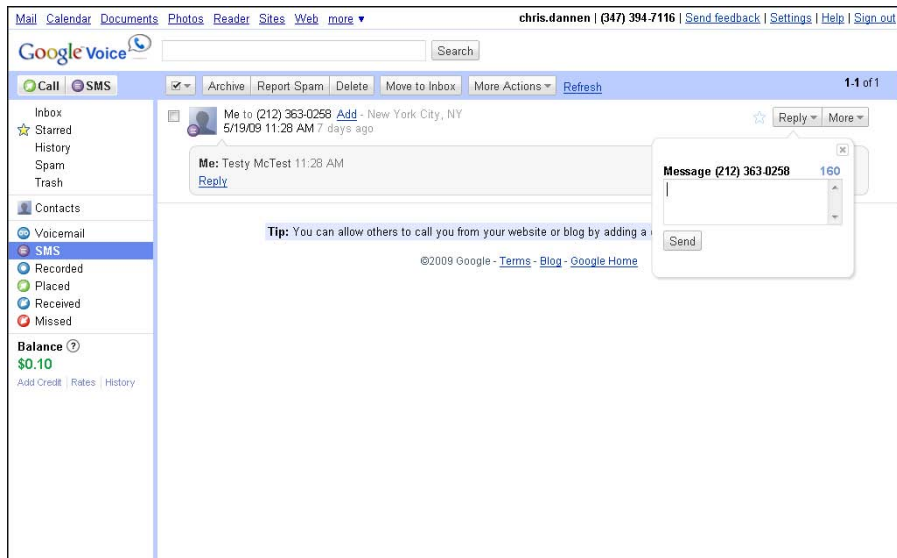 Mail Calendar Documents Photos Reader Sites Web more ▼ chris.dannen | (347) 394-7116 | Send feedback | Settings | Help | Sign out
Google Voice Search
Call SMS Archive Report Spam Delete Move to Inbox More Actions Refresh 1-1 of 1
Inbox
Starred
History
Spam
Trash
Contacts
Voicemail
SMS
Recorded
Placed
Received
Missed
Balance ?
$0.10
Add Credit | Rates | History
Me to (212) 363-0258 Add - New York City, NY
5/19/09 11:28 AM 7 days ago
Reply More
Me: Testy McTest 11:28 AM
Reply
Message (212) 363-0258 160
Send
Tip: You can allow others to call you from your website or blog by adding a
©2009 Google - Terms - Blog - Google Home